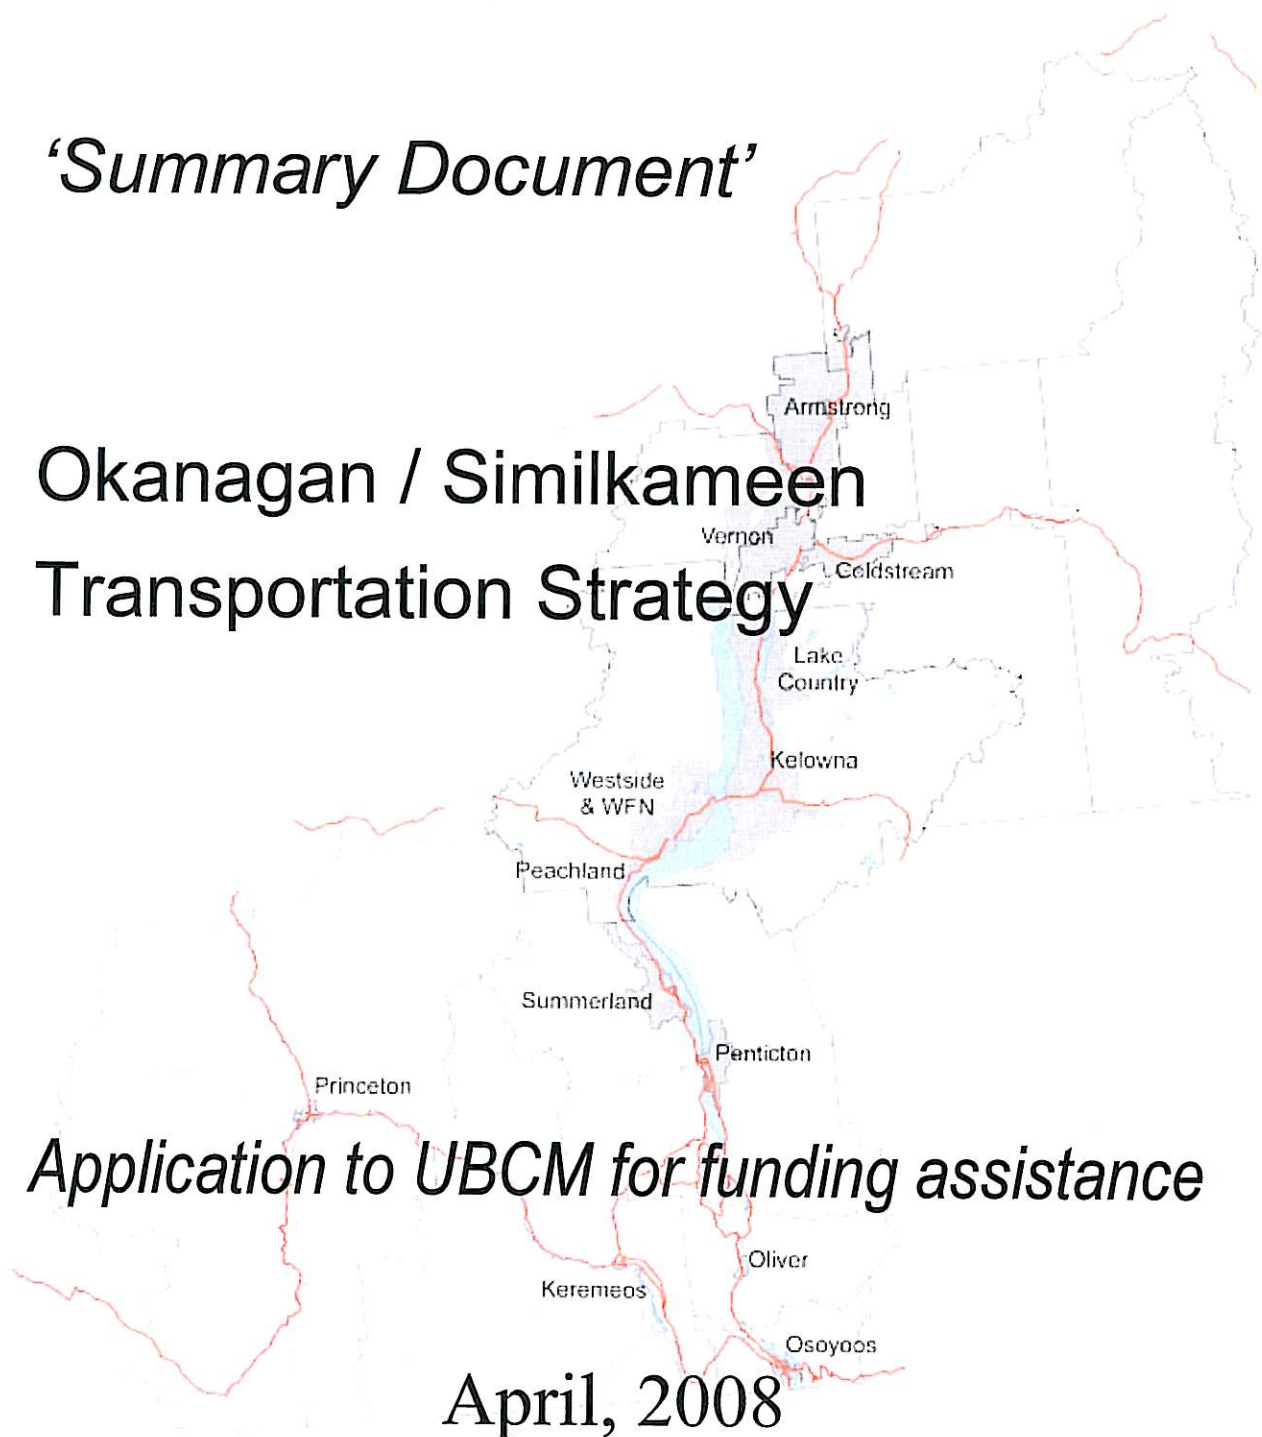 ‘Summary Document’
Armstrong
Okanagan / Similkameen
Vernon
Coldstream
Transportation Strategy
Lake
Country
Kelowna
Westside
& WFN
Peachland
Summerland
Penticton
Princeton
Application to UBCM for funding assistance
Oliver
Keremeos
Osoyoos
April, 2008